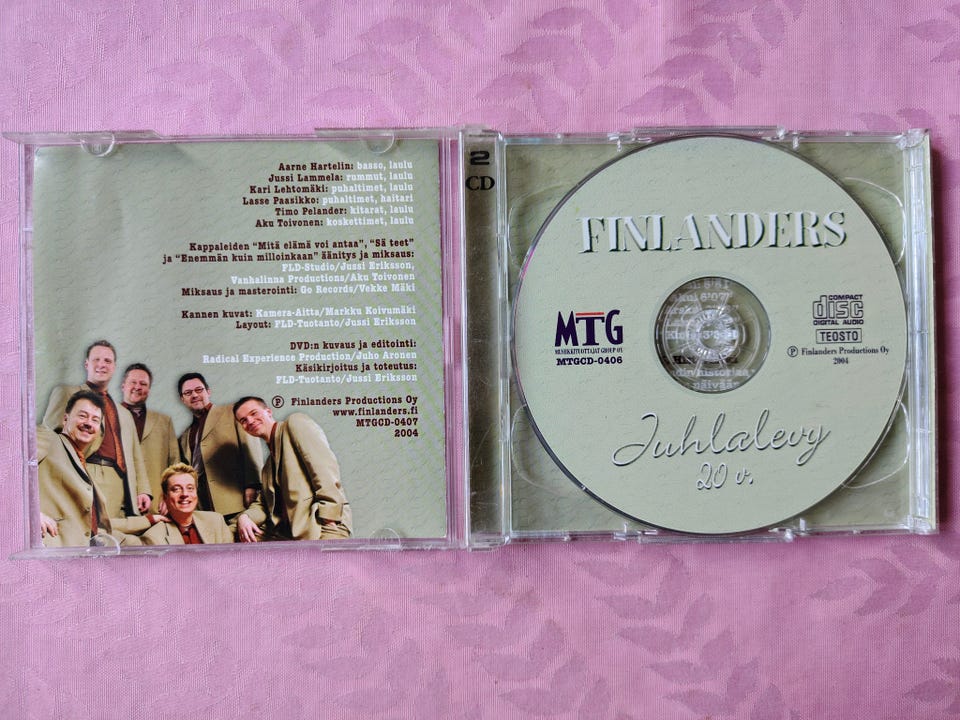 Aarne Hartelin: basso, laulu
Jussi Lammela: rummut, laulu
Kari Lehtomäki: puhaltimet, laulu
Lasse Paasikko: puhaltimet, haitari
Timo Pelander: kitarat, laulu
Aku Toivonen: koskettimet, laulu
Kappaleiden "Mitä elämä voi antaa", "Sä teet"
ja "Enemmän kuin milloinkaan" äänitys ja miksaus:
FLD-Studio/Jussi Eriksson,
Vanhalinna Productions/Aku Toivonen
Miksaus ja masterointi: Go Records/Vekke Mäki
Kannen kuvat: Kamera-Aitta/Markku Koivumäki
Layout: FLD-Tuotanto/Jussi Eriksson
DVD:n kuvaus ja editointi:
Radical Experience Production/Juho Aronen
Käsikirjoitus ja toteutus:
FLD-Tuotanto/Jussi Eriksson
℗ Finlanders Productions Oy
www.finlanders.fi
MTGCD-0407
2004
2
CD
FINLANDERS
MTG
MUSIIKKITUOTTAJAT GROUP OY
MTGCD-0406
COMPACT
disc
DIGITAL AUDIO
TEOSTO
℗ Finlanders Productions Oy
2004
Juhlalevy
20 v.